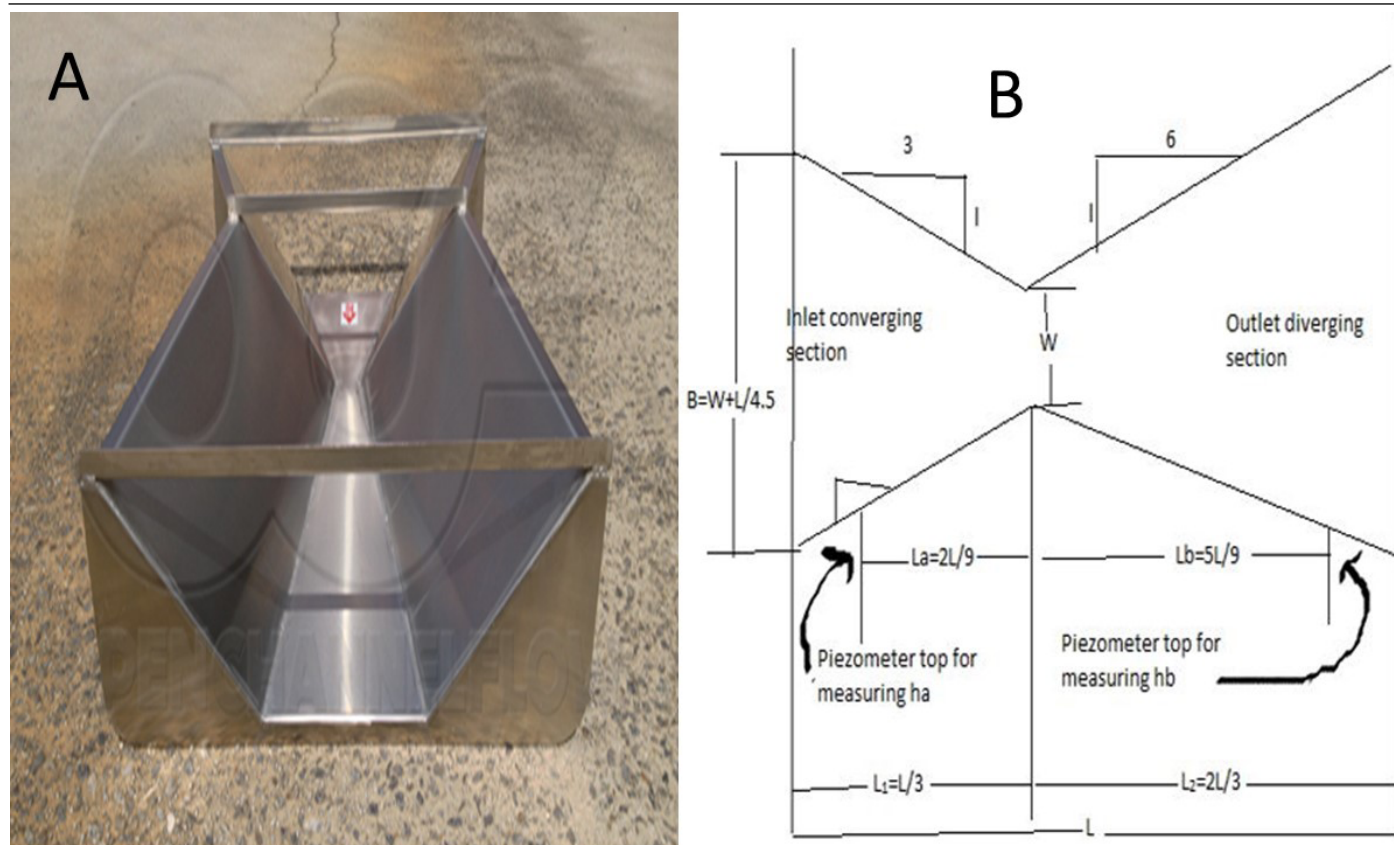 A
B
3
6
I
I
Inlet converging
section
W
Outlet diverging
section
B=W+L/4.5
La=2L/9
Lb=5L/9
Piezometer top for
measuring ha
Piezometer top for
measuring hb
L₁=L/3
L₂=2L/3
L
PENCHANNELFLOW